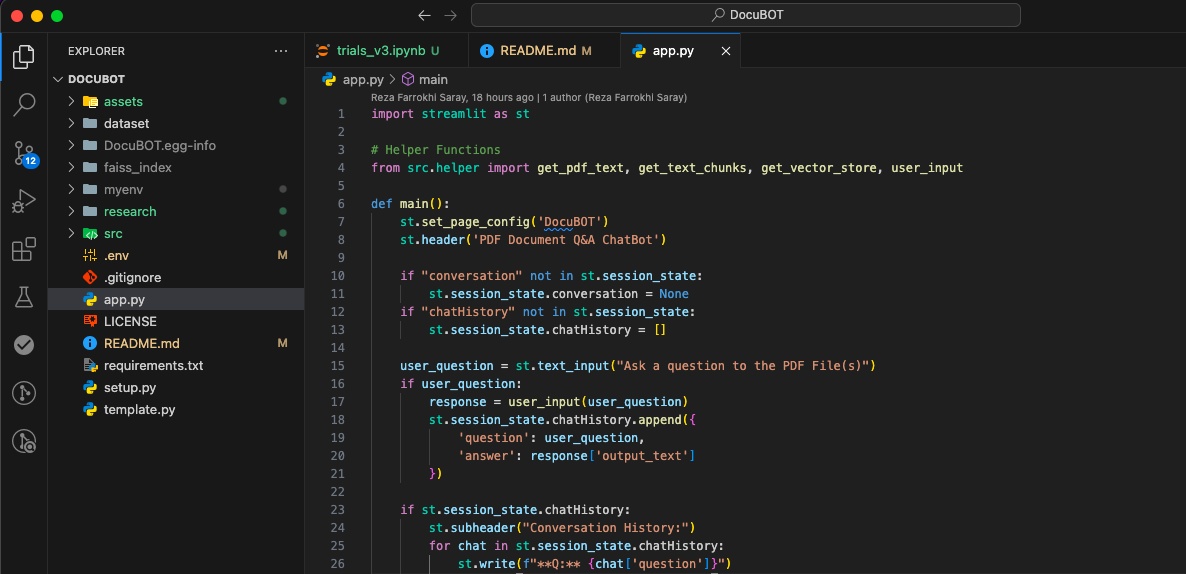 DocuBOT
EXPLORER
DOCUBOT
assets
dataset
DocuBOT.egg-info
faiss_index
myenv
research
src
.env M
.gitignore
app.py
LICENSE
README.md M
requirements.txt
setup.py
template.py
12
trials_v3.ipynb U
README.md M
app.py
app.py > main
Reza Farrokhi Saray, 18 hours ago | 1 author (Reza Farrokhi Saray)
1 import streamlit as st
2
3 # Helper Functions
4 from src.helper import get_pdf_text, get_text_chunks, get_vector_store, user_input
5
6 def main():
7     st.set_page_config('DocuBOT')
8     st.header('PDF Document Q&A ChatBot')
9
10     if "conversation" not in st.session_state:
11         st.session_state.conversation = None
12     if "chatHistory" not in st.session_state:
13         st.session_state.chatHistory = []
14
15     user_question = st.text_input("Ask a question to the PDF File(s)")
16     if user_question:
17         response = user_input(user_question)
18         st.session_state.chatHistory.append({
19             'question': user_question,
20             'answer': response['output_text']
21         })
22
23     if st.session_state.chatHistory:
24         st.subheader("Conversation History:")
25         for chat in st.session_state.chatHistory:
26             st.write(f"**Q:** {chat['question']}")